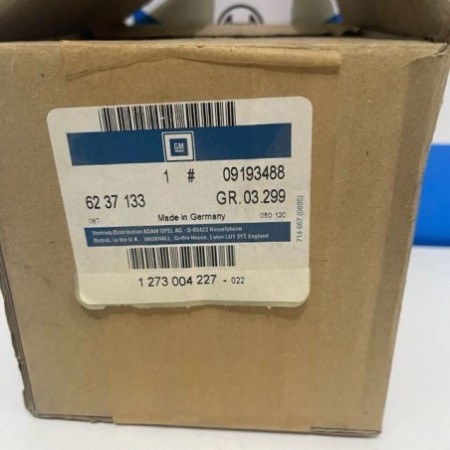 GM
1 # 09193488
62 37 133 GR.03.299
087 Made in Germany 050 120
Vertrieb/Distribution ADAM OPEL AG · D-65423 Rüsselsheim
Distrib. in the U.K. VAUXHALL, Griffin House, Luton LU1 3YT England
1 273 004 227 - 022
714 667 (0695)